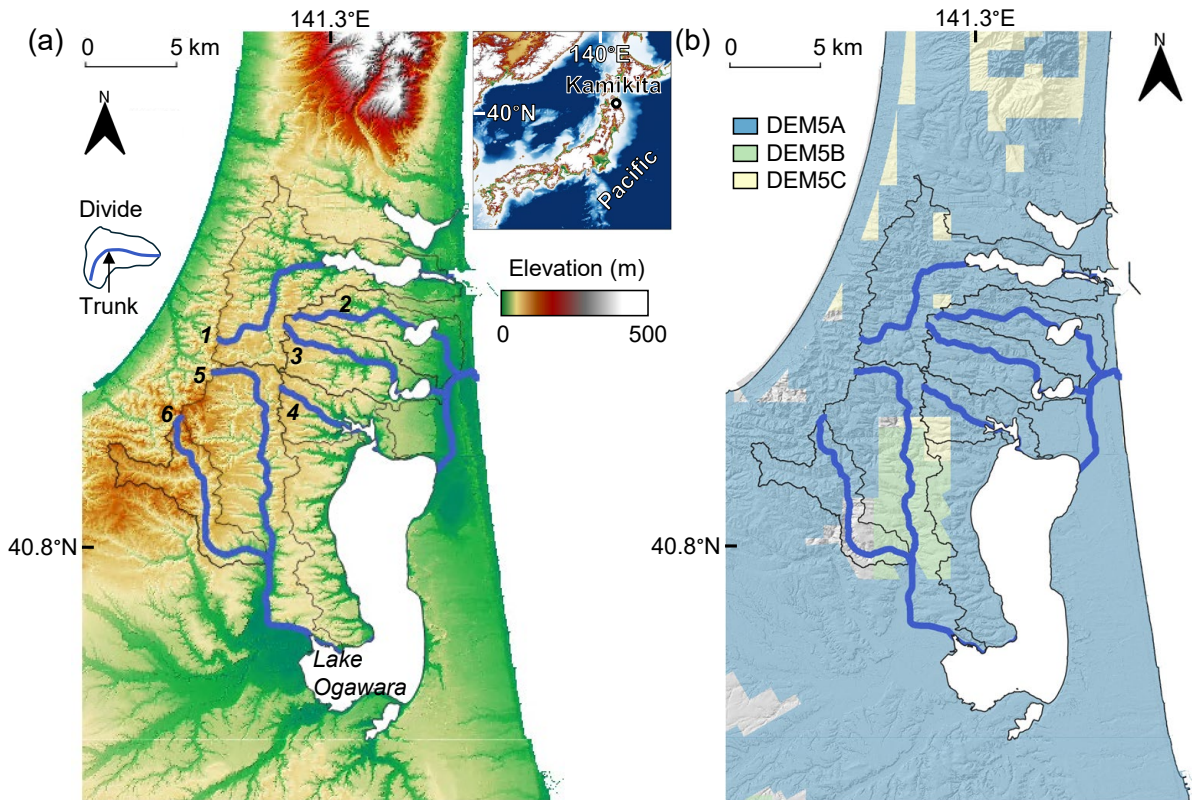 (a)
0 5 km
141.3°E
N
Divide
Trunk
140°E
Kamikita
40°N
Pacific
Elevation (m)
0 500
1
2
3
4
5
6
40.8°N
Lake
Ogawara
(b)
0 5 km
141.3°E
N
DEM5A
DEM5B
DEM5C
40.8°N